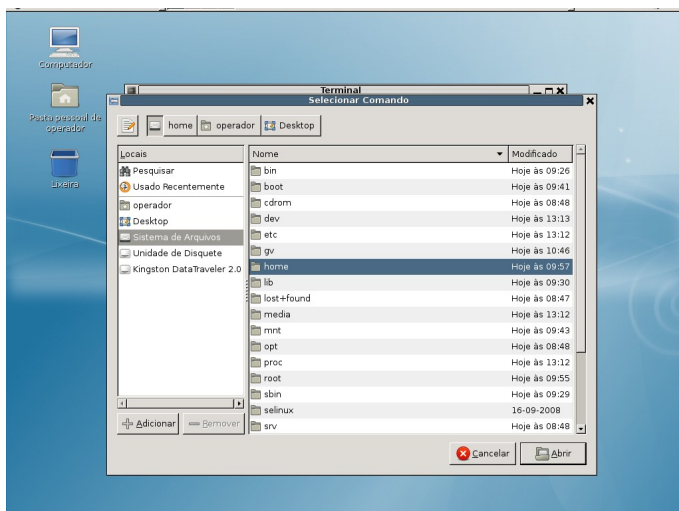 Computador
Pasta pessoal de
operador
Lixeira
Terminal
Selecionar Comando
home operador Desktop
Locais
Pesquisar
Usado Recentemente
operador
Desktop
Sistema de Arquivos
Unidade de Disquete
Kingston DataTraveler 2.0
Adicionar Remover
Nome Modificado
bin Hoje às 09:26
boot Hoje às 09:41
cdrom Hoje às 08:48
dev Hoje às 13:13
etc Hoje às 13:12
gv Hoje às 10:46
home Hoje às 09:57
lib Hoje às 09:30
lost+found Hoje às 08:47
media Hoje às 13:12
mnt Hoje às 09:43
opt Hoje às 08:48
proc Hoje às 13:12
root Hoje às 09:55
sbin Hoje às 09:29
selinux 16-09-2008
srv Hoje às 08:48
Cancelar Abrir